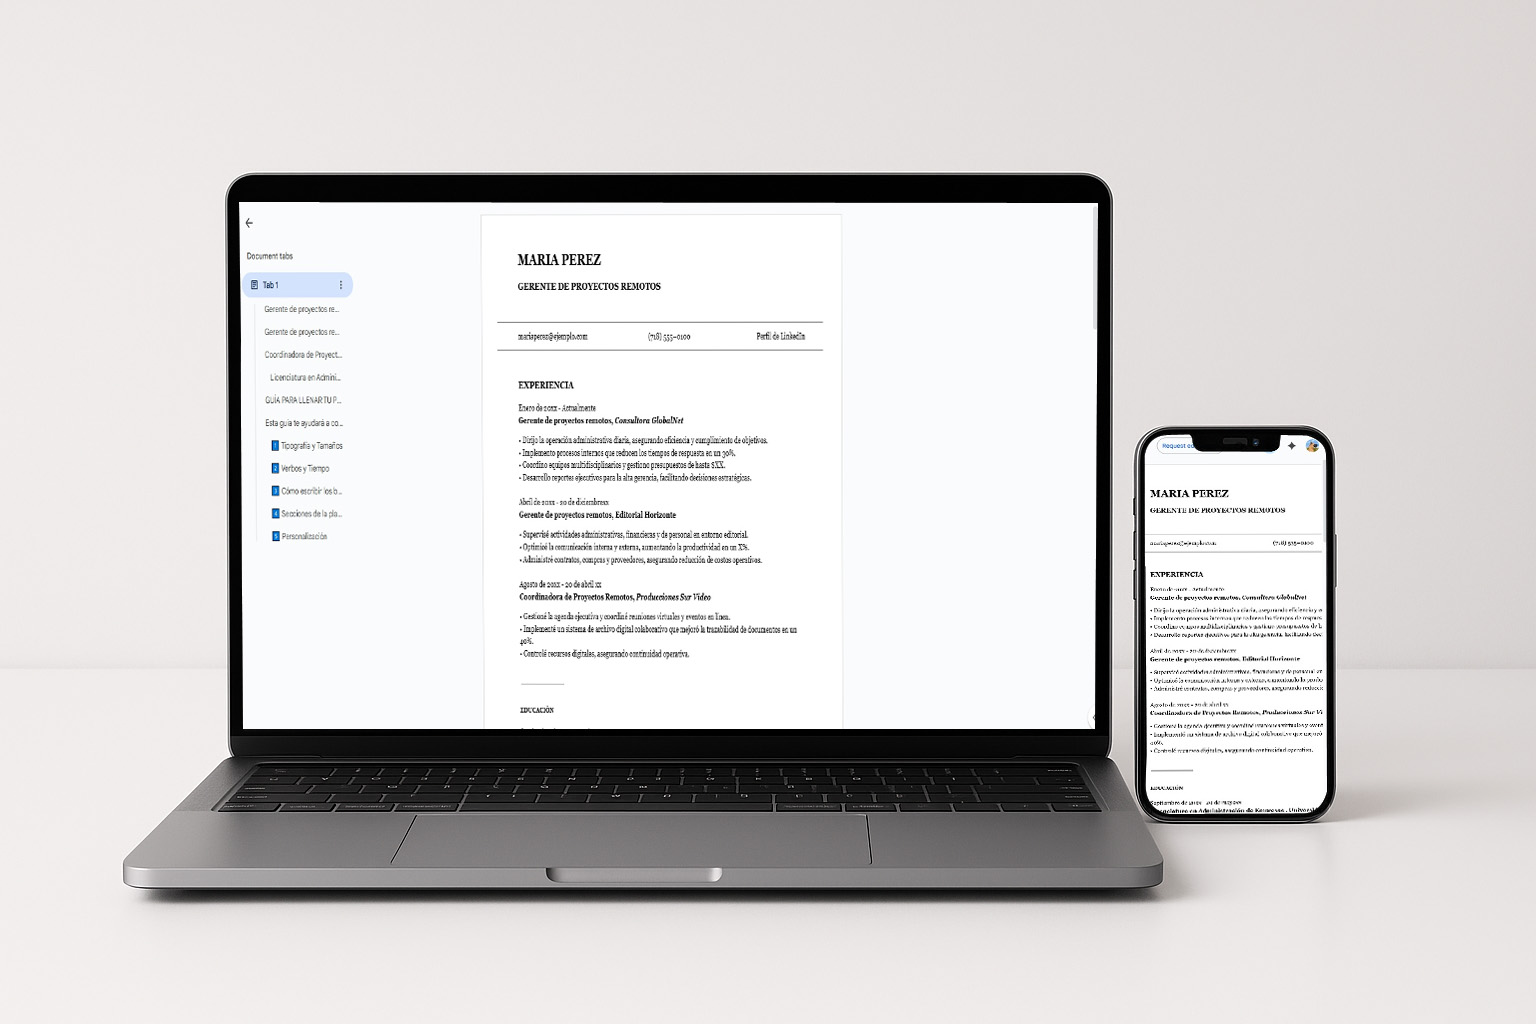 Document tabs
Tab 1
Gerente de proyectos re...
Gerente de proyectos re...
Coordinadora de Proyect...
Licenciatura en Admini...
GUÍA PARA LLENAR TU P...
Esta guía te ayudará a co...
1 Tipografía y Tamaños
2 Verbos y Tiempo
3 Cómo escribir los b...
4 Secciones de la pla...
5 Personalización
MARIA PEREZ
GERENTE DE PROYECTOS REMOTOS
mariaperez@ejemplo.com (718) 555–0100 Perfil de LinkedIn
EXPERIENCIA
Enero de 20xx - Actualmente
Gerente de proyectos remotos, Consultora GlobalNet
• Dirijo la operación administrativa diaria, asegurando eficiencia y cumplimiento de objetivos.
• Implemento procesos internos que reducen los tiempos de respuesta en un 30%.
• Coordino equipos multidisciplinarios y gestiono presupuestos de hasta $XX.
• Desarrollo reportes ejecutivos para la alta gerencia, facilitando decisiones estratégicas.
Abril de 20xx - 20 de diciembrexx
Gerente de proyectos remotos, Editorial Horizonte
• Supervisé actividades administrativas, financieras y de personal en entorno editorial.
• Optimicé la comunicación interna y externa, aumentando la productividad en un X%.
• Administré contratos, compras y proveedores, asegurando reducción de costos operativos.
Agosto de 20xx - 20 de abril xx
Coordinadora de Proyectos Remotos, Producciones Sur Video
• Gestioné la agenda ejecutiva y coordiné reuniones virtuales y eventos en línea.
• Implementé un sistema de archivo digital colaborativo que mejoró la trazabilidad de documentos en un
40%.
• Controlé recursos digitales, asegurando continuidad operativa.
EDUCACIÓN
Request
MARIA PEREZ
GERENTE DE PROYECTOS REMOTOS
mariaperez@ejemplo.com (718) 555–0100
EXPERIENCIA
Enero de 20xx - Actualmente
Gerente de proyectos remotos, Consultora GlobalNet
• Dirijo la operación administrativa diaria, asegurando eficiencia y
• Implemento procesos internos que reducen los tiempos de
• Coordino equipos multidisciplinarios y gestiono presupuestos de
• Desarrollo reportes ejecutivos para la alta gerencia, facilitando
Abril de 20xx - 20 de diciembrexx
Gerente de proyectos remotos, Editorial Horizonte
• Supervisé actividades administrativas, financieras y de personal
• Optimicé la comunicación interna y externa, aumentando la
• Administré contratos, compras y proveedores, asegurando
Agosto de 20xx - 20 de abril xx
Coordinadora de Proyectos Remotos, Producciones Sur
• Gestioné la agenda ejecutiva y coordiné reuniones virtuales y
• Implementé un sistema de archivo digital colaborativo que mejoró
40%.
• Controlé recursos digitales, asegurando continuidad operativa.
EDUCACIÓN
Septiembre de
Licenciatura en Administración de Empresas